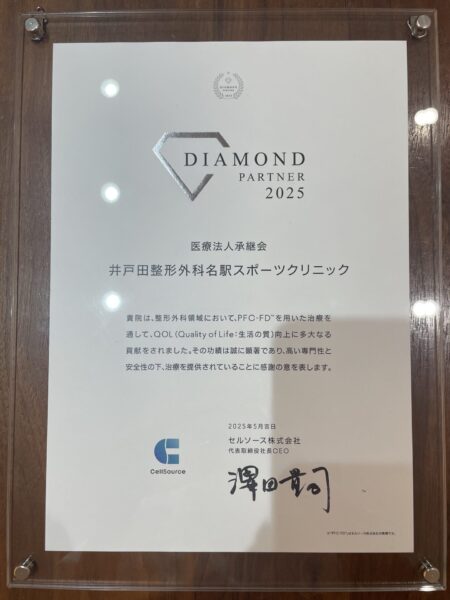 DIAMOND
PARTNER
2025
医療法人承継会
井戸田整形外科名駅スポーツクリニック
貴院は、整形外科領域において、PFC-FD™を用いた治療を
通して、QOL（Quality of Life：生活の質）向上に多大なる
貢献をされました。その功績は誠に顕著であり、高い専門性と
安全性の下、治療を提供されていることに感謝の意を表します。
2025年5月吉日
セルソース株式会社
代表取締役社長CEO
CellSource
澤田貴司